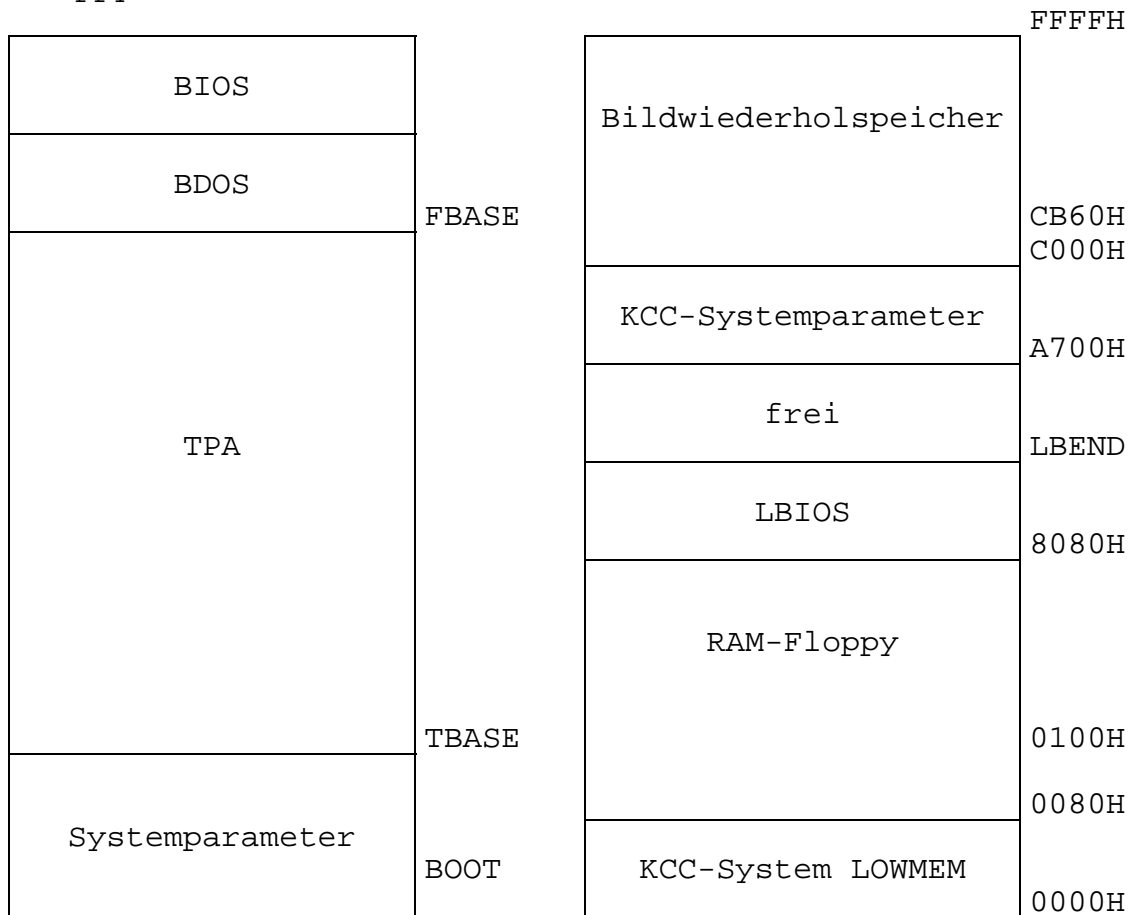 FFFFH
BIOS
Bildwiederholspeicher
BDOS
FBASE
CB60H
C000H
KCC-Systemparameter
A700H
frei
TPA
LBEND
LBIOS
8080H
RAM-Floppy
TBASE
0100H
0080H
Systemparameter
BOOT
KCC-System LOWMEM
0000H